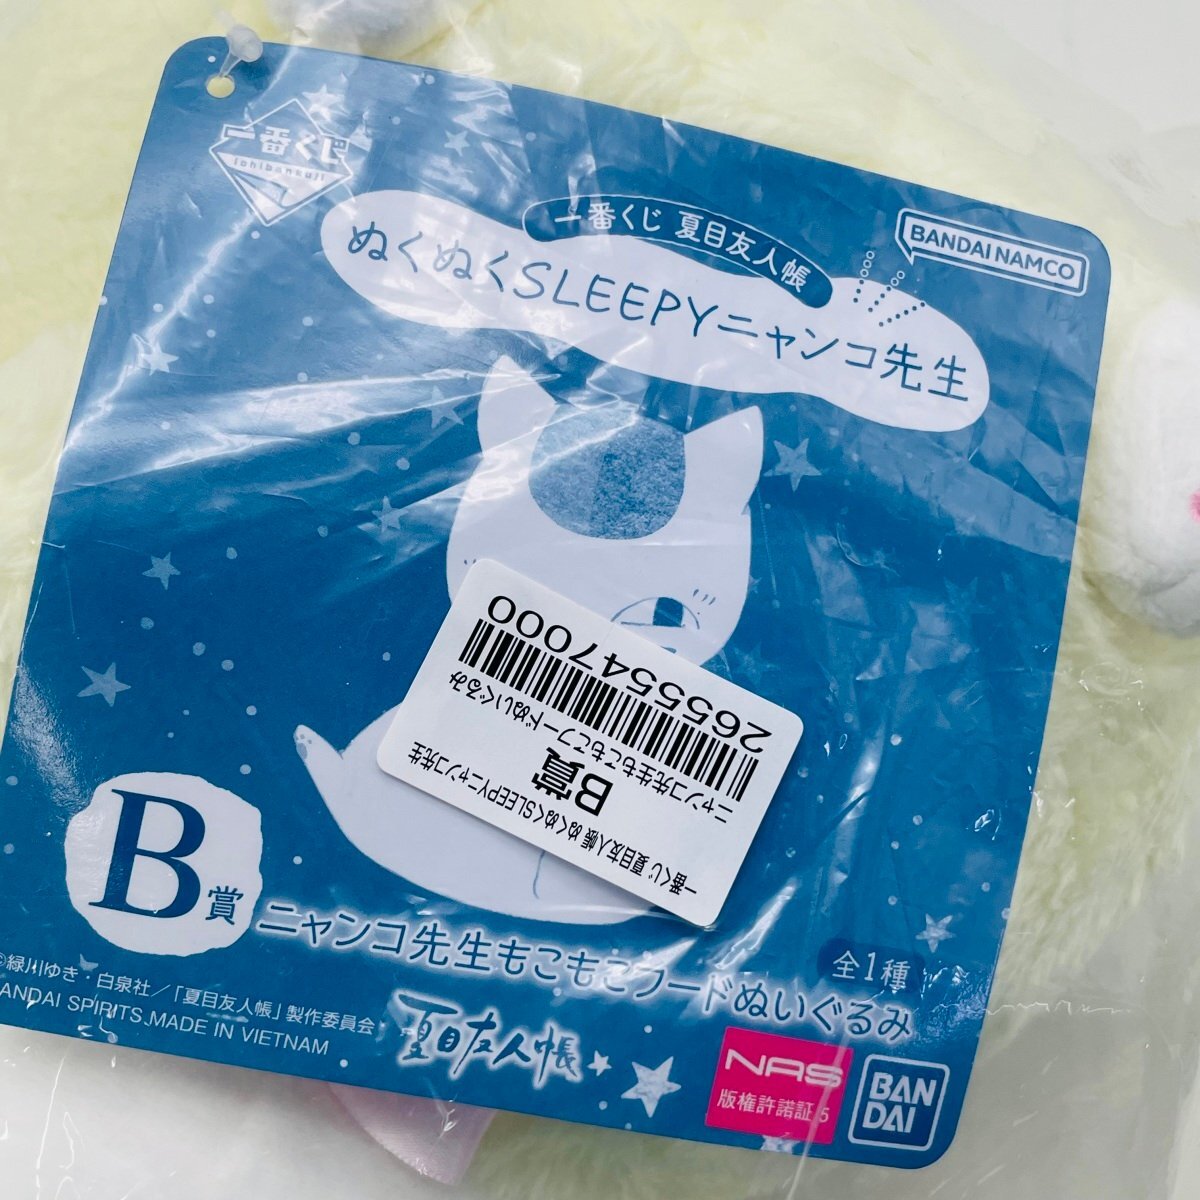 一番くじ
ichibankuji
一番くじ 夏目友人帳
ぬくぬくSLEEPYニャンコ先生
BANDAI NAMCO
一番くじ 夏目友人帳 ぬくぬくSLEEPYニャンコ先生
B賞
ニャンコ先生もこもこフードぬいぐるみ
2655547000
B賞
ニャンコ先生もこもこフードぬいぐるみ
全1種
©緑川ゆき・白泉社／「夏目友人帳」製作委員会
BANDAI SPIRITS, MADE IN VIETNAM
夏目友人帳
NAS
版権許諾証 5
BAN
DAI